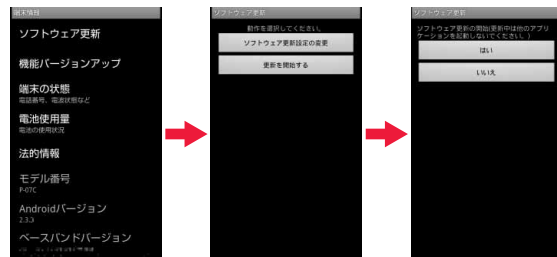 端末情報
ソフトウェア更新
機能バージョンアップ
端末の状態
電話番号、電波状態など
電池使用量
電池の使用状況
法的情報
モデル番号
P-07C
Androidバージョン
2.3.3
ベースバンドバージョン
ソフトウェア更新
動作を選択してください。
ソフトウェア更新設定の変更
更新を開始する
ソフトウェア更新
ソフトウェア更新の開始(更新中は他のアプリ
ケーションを起動しないでください。)
はい
いいえ